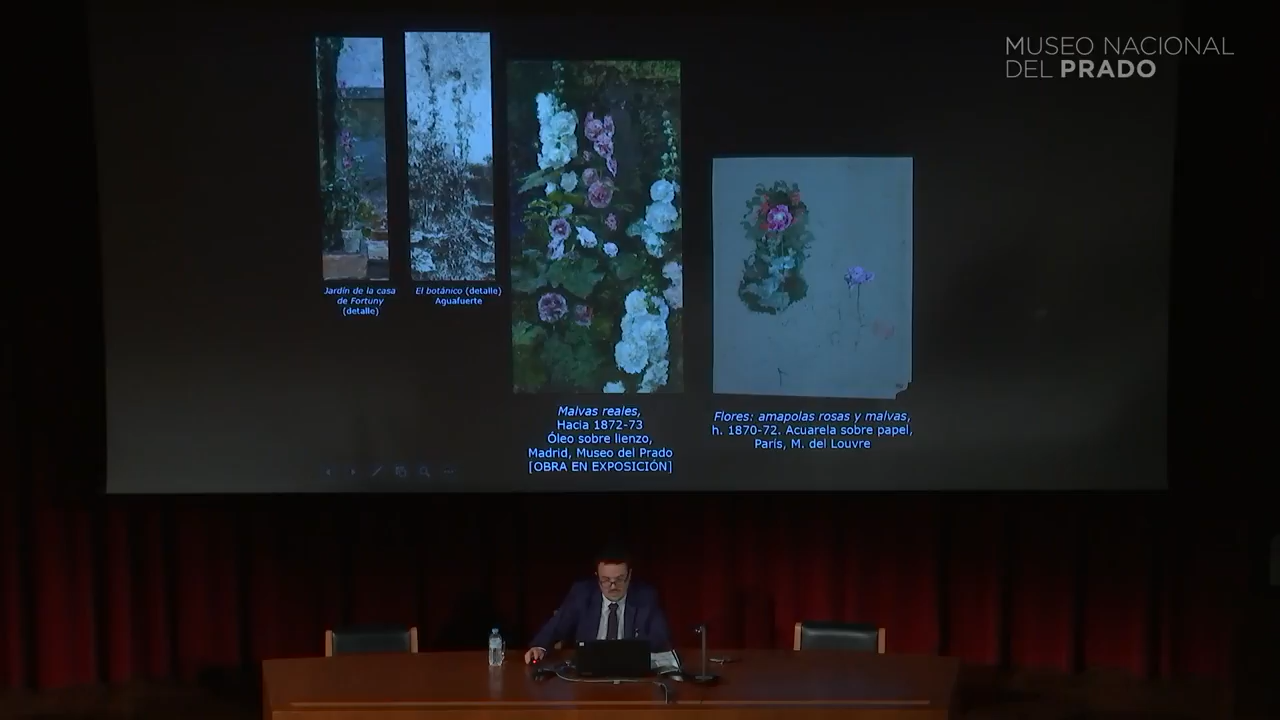 MUSEO NACIONAL
DEL PRADO
Jardín de la casa
de Fortuny
(detalle)
El botánico (detalle)
Aguafuerte
Malvas reales,
Hacia 1872-73
Óleo sobre lienzo,
Madrid, Museo del Prado
[OBRA EN EXPOSICIÓN]
Flores: amapolas rosas y malvas,
h. 1870-72. Acuarela sobre papel,
París, M. del Louvre